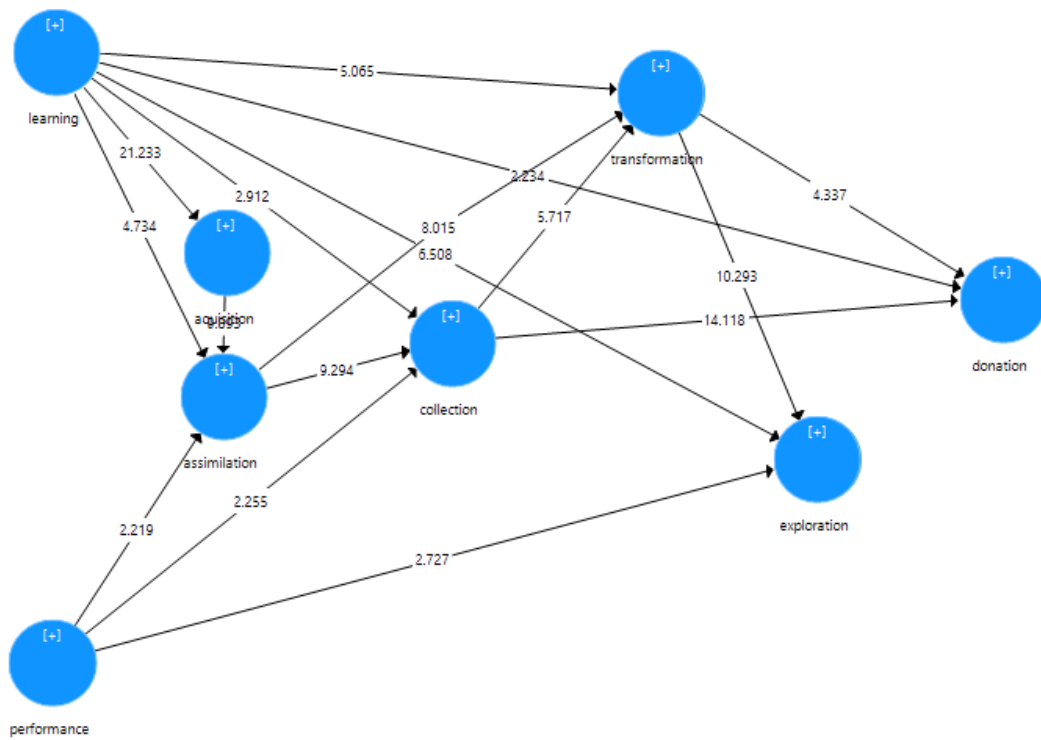 [+]
learning
[+]
transformation
5.065
21.233
2.912
4.734
2.234
4.337
[+]
aquisition
8.015
5.717
6.508
10.293
[+]
donation
[+]
collection
14.118
[+]
assimilation
9.294
[+]
exploration
2.219
2.255
2.727
[+]
performance